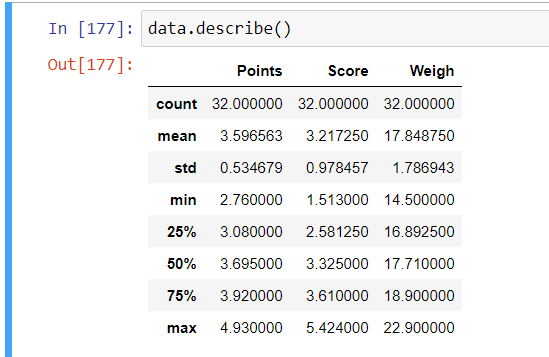 In [177]: data.describe()
Out[177]:
Points Score Weigh
count 32.000000 32.000000 32.000000
mean 3.596563 3.217250 17.848750
std 0.534679 0.978457 1.786943
min 2.760000 1.513000 14.500000
25% 3.080000 2.581250 16.892500
50% 3.695000 3.325000 17.710000
75% 3.920000 3.610000 18.900000
max 4.930000 5.424000 22.900000